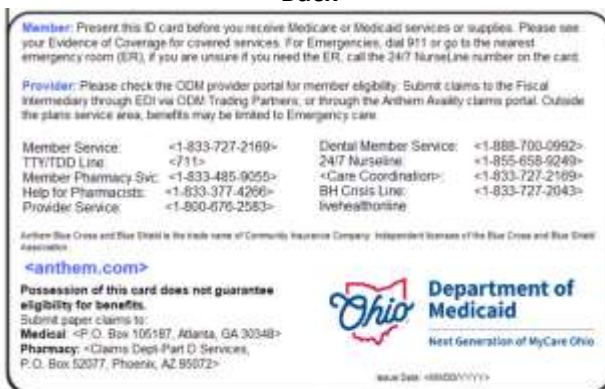 Back
Member: Present this ID card before you receive Medicare or Medicaid services or supplies. Please see
your Evidence of Coverage for covered services. For Emergencies, dial 911 or go to the nearest
emergency room (ER), if you are unsure if you need the ER, call the 24/7 NurseLine number on the card.
Provider: Please check the ODM provider portal for member eligibility. Submit claims to the Fiscal
Intermediary through EDI via ODM Trading Partners, or through the Anthem Availity claims portal. Outside
the plans service area, benefits may be limited to Emergency care.
Member Service: <1-833-727-2169>
TTY/TDD Line: <711>
Member Pharmacy Svc: <1-833-485-9055>
Help for Pharmacists: <1-833-377-4266>
Provider Service: <1-800-676-2583>
Dental Member Service: <1-888-700-0992>
24/7 Nurseline: <1-855-658-9249>
<Care Coordination>: <1-833-727-2169>
BH Crisis Line: <1-833-727-2043>
livehealthonline
Anthem Blue Cross and Blue Shield is the trade name of Community Insurance Company. Independent licensee of the Blue Cross and Blue Shield
Association
<anthem.com>
Possession of this card does not guarantee
eligibility for benefits.
Submit paper claims to:
Medical: <P.O. Box 105187, Atlanta, GA 30348>
Pharmacy: <Claims Dept-Part D Services,
P.O. Box 52077, Phoenix, AZ 85072>
Ohio
Department of
Medicaid
Next Generation of MyCare Ohio
Issue Date: <MM/DD/YYYY>